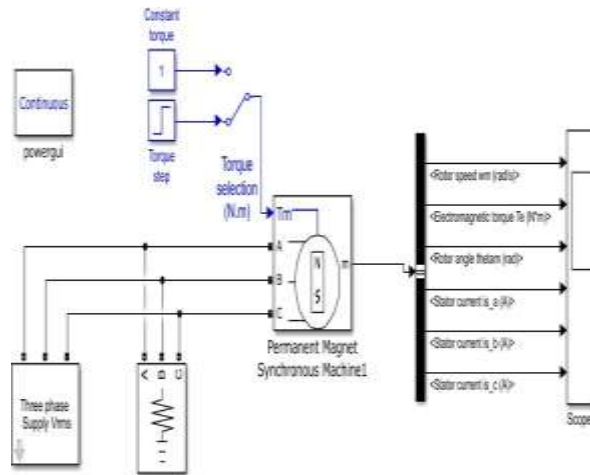 Constant
torque
1
Continuous
powergui
Torque
step
Torque
selection
(N.m)
Tm
A
B
C
N
S
m
Permanent Magnet
Synchronous Machine1
<Rotor speed wm (rad/s)>
<Electromagnetic torque Te (N*m)>
<Rotor angle thetam (rad)>
<Stator current is_a (A)>
<Stator current is_b (A)>
<Stator current is_c (A)>
Scope
Three phase
Supply Vrms
A B C